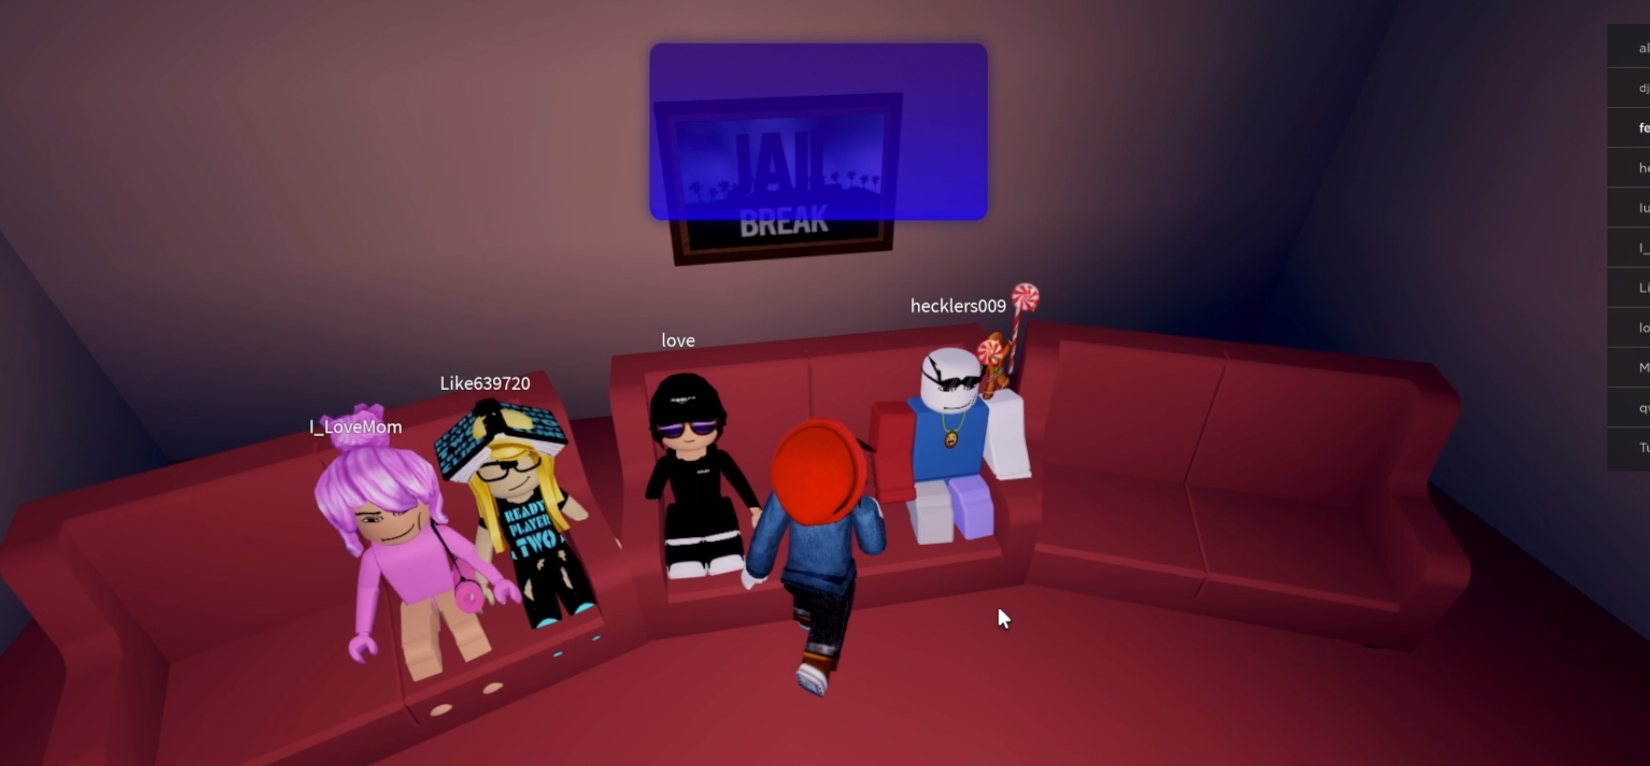 JAIL
BREAK
hecklers009
love
Like639720
I_LoveMom
READY
PLAYER
TWO
al
dj
fe
he
lu
I_
Li
lo
M
q
Tu